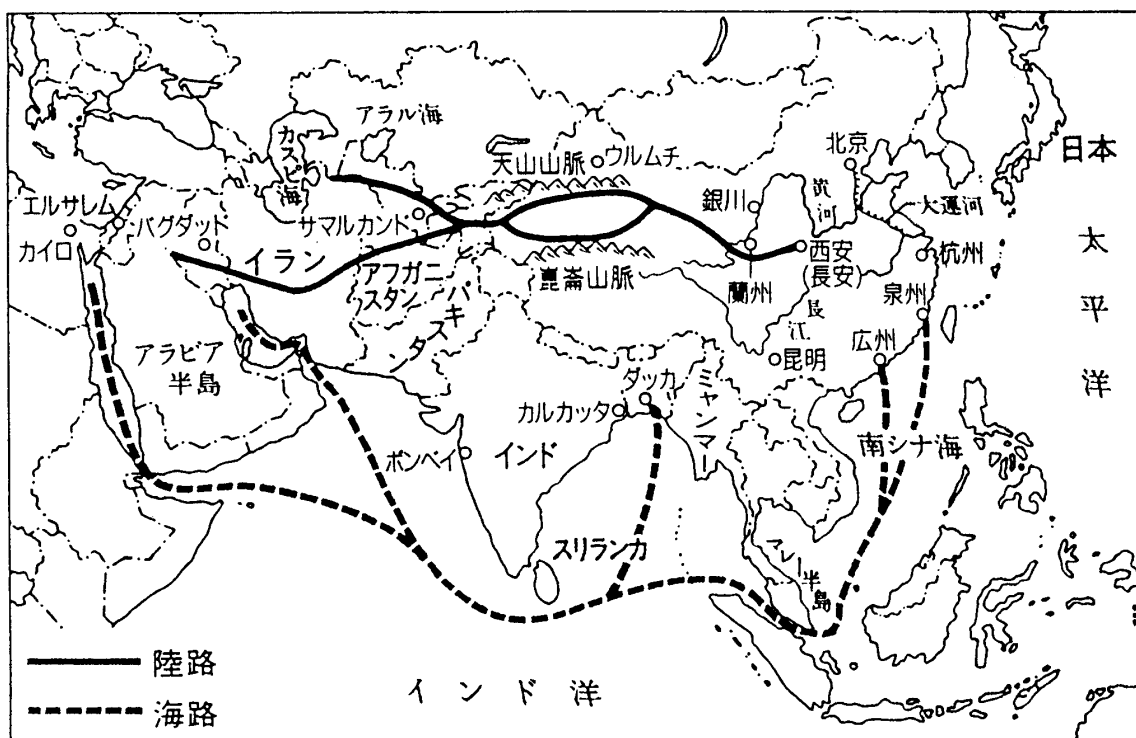 アラル海
カスピ海
天山山脈
ウルムチ
北京
日本
エルサレム
バグダット
サマルカンド
銀川
黄河
大運河
カイロ
イラン
アフガニ
スタン
パキスタン
崑崙山脈
蘭州
西安
(長安)
杭州
泉州
長江
太平洋
アラビア
半島
昆明
広州
ダッカ
ミャンマー
カルカッタ
ボンベイ
インド
南シナ海
スリランカ
マレー半島
陸路
海路
インド洋